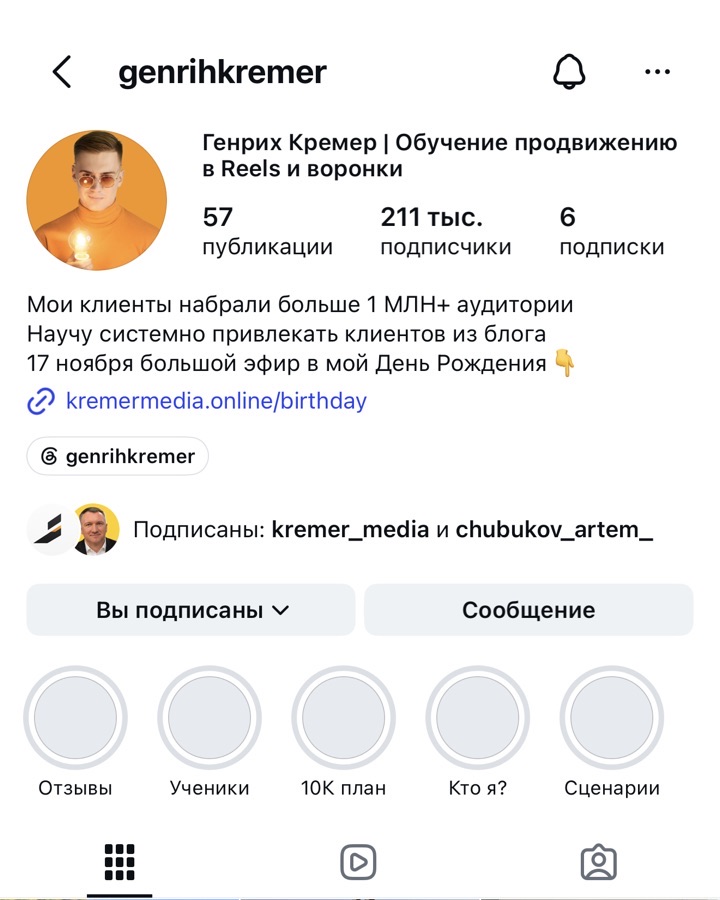 genrihkremer
Генрих Кремер | Обучение продвижению
в Reels и воронки
57
публикации
211 тыс.
подписчики
6
подписки
Мои клиенты набрали больше 1 МЛН+ аудитории
Научу системно привлекать клиентов из блога
17 ноября большой эфир в мой День Рождения 👇
kremermedia.online/birthday
genrihkremer
Подписаны: kremer_media и chubukov_artem_
Вы подписаны
Сообщение
Отзывы
Ученики
10К план
Кто я?
Сценарии